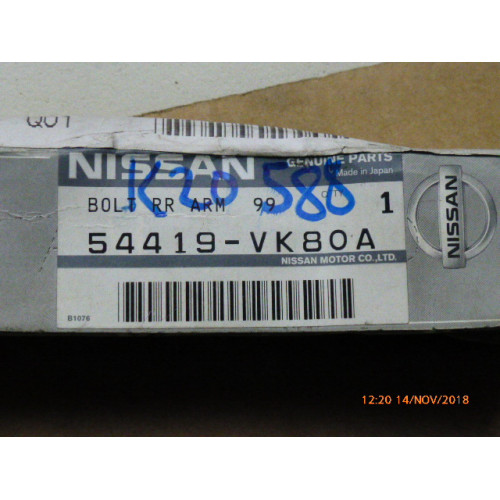 QUY
NISSAN GENUINE PARTS
Made in Japan
K20 588
BOLT RR ARM 99 1
54419-VK80A
NISSAN MOTOR CO.,LTD.
B1076
NISSAN
12:20 14/NOV/2018